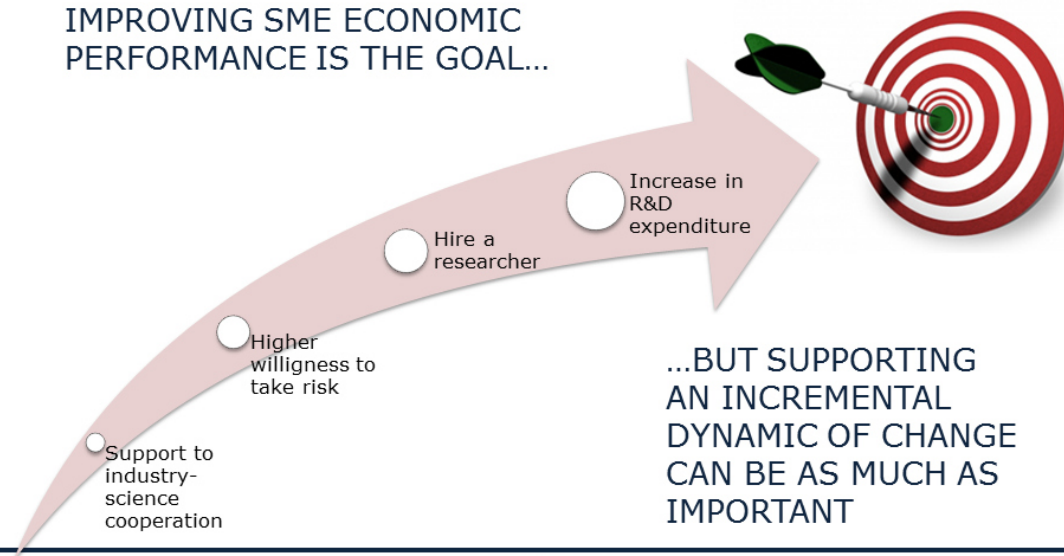 IMPROVING SME ECONOMIC
PERFORMANCE IS THE GOAL...
Increase in
R&D
expenditure
Hire a
researcher
Higher
willigness to
take risk
Support to
industry-
science
cooperation
...BUT SUPPORTING
AN INCREMENTAL
DYNAMIC OF CHANGE
CAN BE AS MUCH AS
IMPORTANT